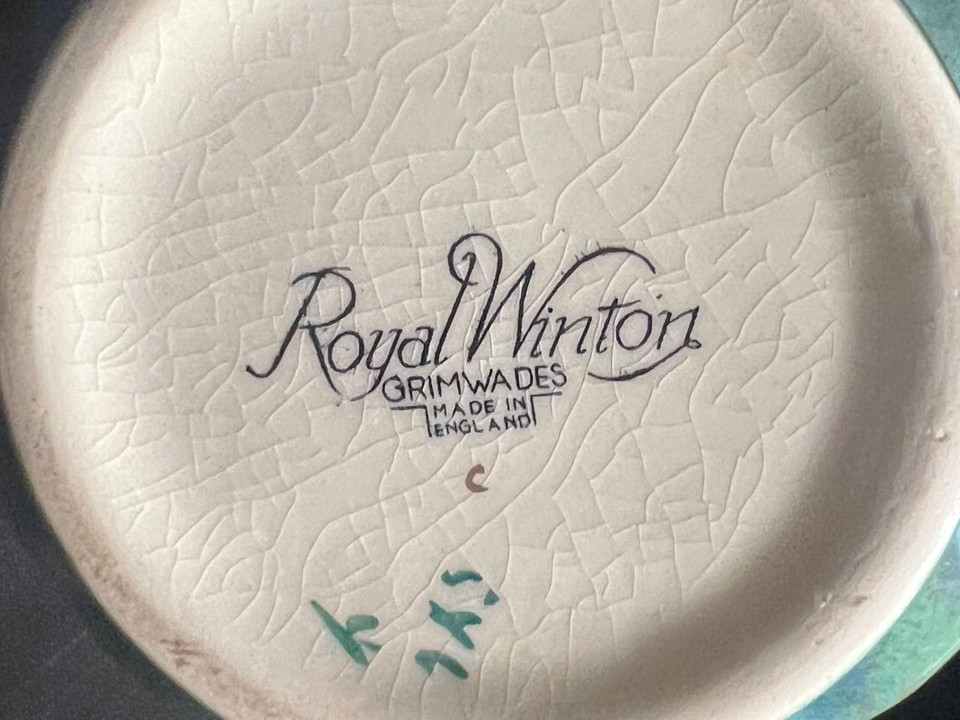 Royal Winton
GRIMWADES
MADE IN
ENGLAND
C